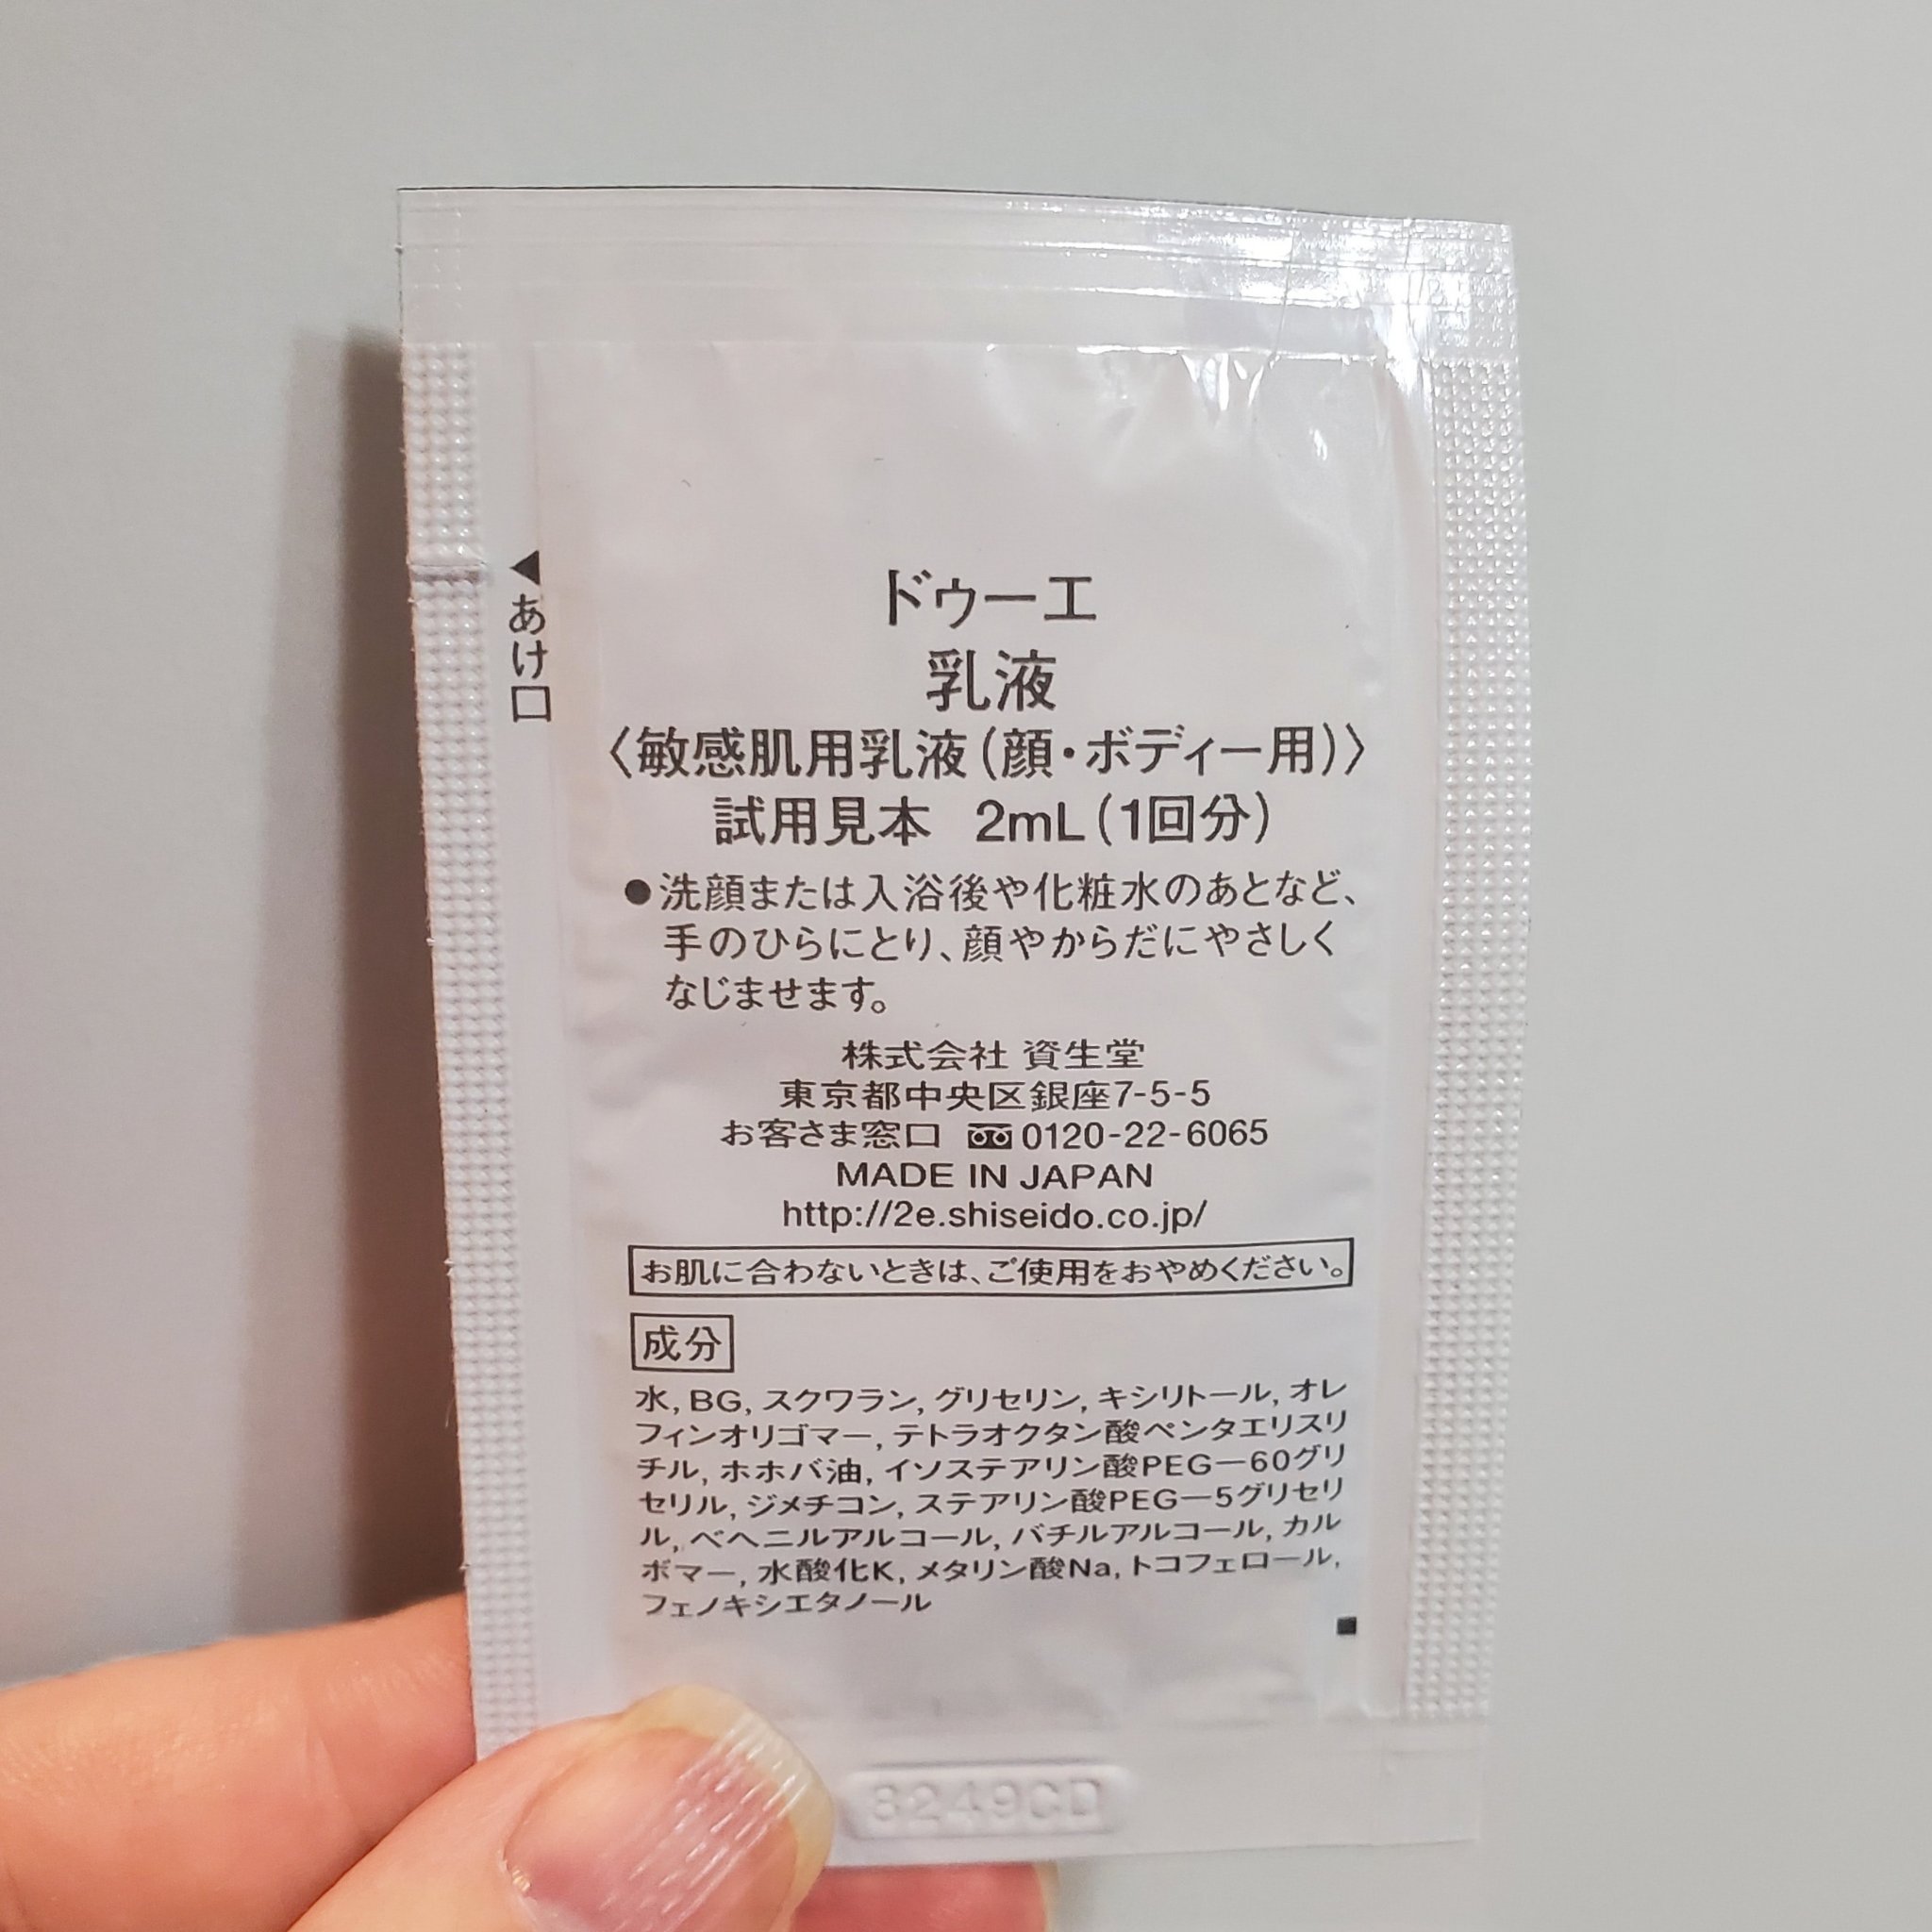 ◀あけ口
ドゥーエ
乳液
〈敏感肌用乳液(顔・ボディー用)〉
試用見本 2mL(1回分)
●洗顔または入浴後や化粧水のあとなど、
手のひらにとり、顔やからだにやさしく
なじませます。
株式会社 資生堂
東京都中央区銀座7-5-5
お客さま窓口 0120-22-6065
MADE IN JAPAN
http://2e.shiseido.co.jp/
お肌に合わないときは、ご使用をおやめください。
成分
水, BG, スクワラン, グリセリン, キシリトール, オレ
フィンオリゴマー, テトラオクタン酸ペンタエリスリ
チル, ホホバ油, イソステアリン酸PEG-60グリ
セリル, ジメチコン, ステアリン酸PEG-5グリセリ
ル, ベヘニルアルコール, バチルアルコール, カル
ボマー, 水酸化K, メタリン酸Na, トコフェロール,
フェノキシエタノール
8249CD